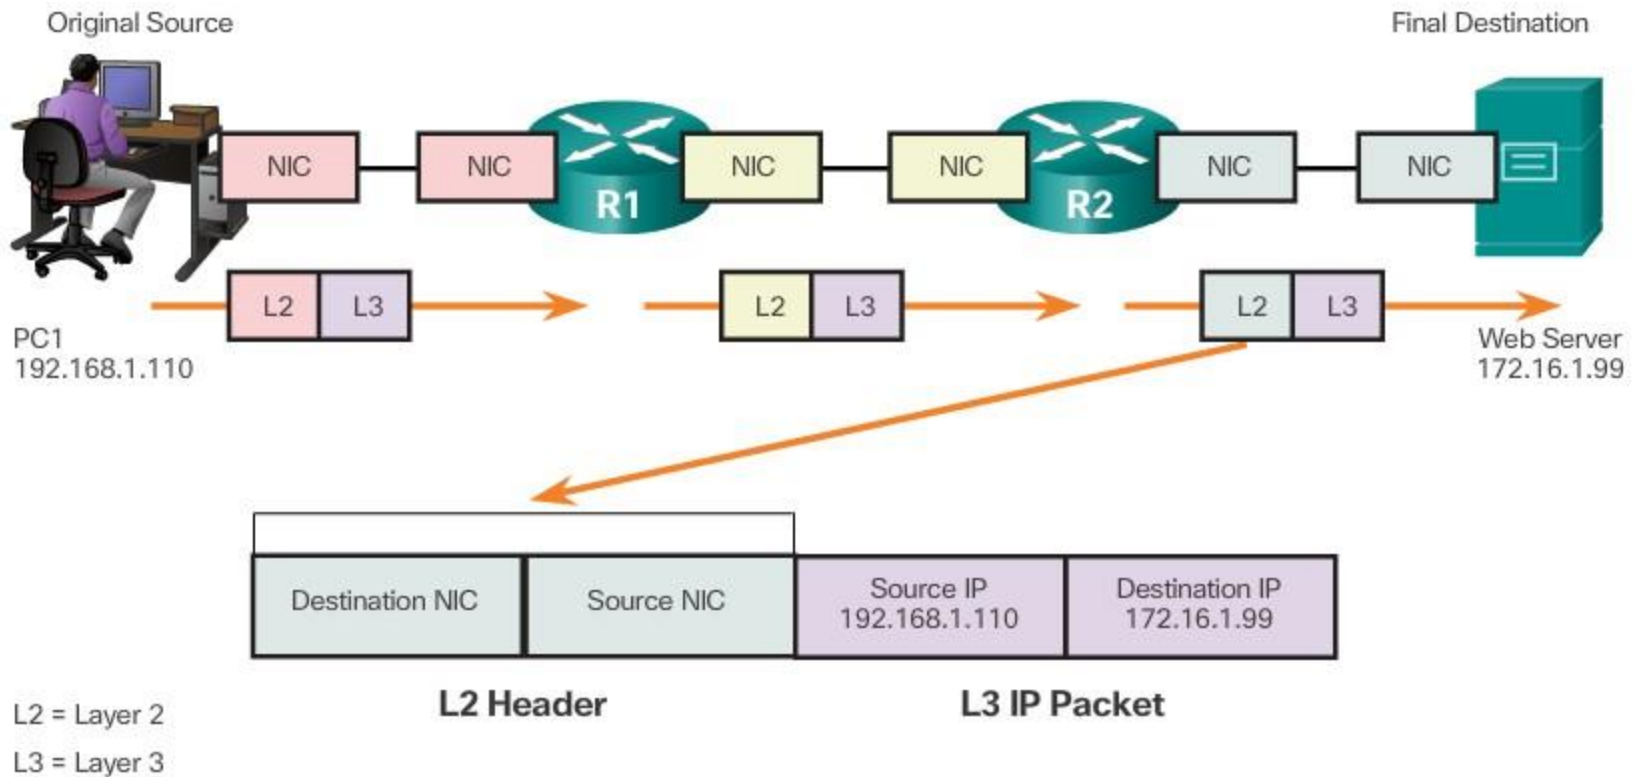 Original Source
Final Destination
NIC
NIC
NIC
NIC
NIC
NIC
R1
R2
L2
L3
L2
L3
L2
L3
PC1
192.168.1.110
Web Server
172.16.1.99
Destination NIC
Source NIC
Source IP
192.168.1.110
Destination IP
172.16.1.99
L2 Header
L3 IP Packet
L2 = Layer 2
L3 = Layer 3